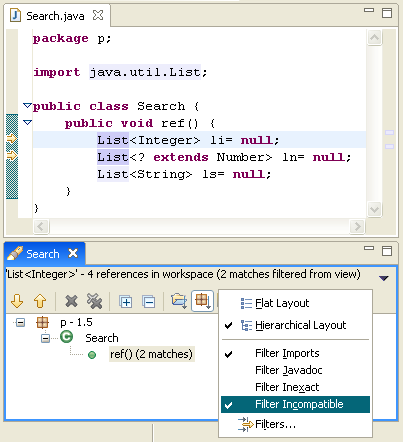 Search.java
package p;
import java.util.List;
public class Search {
public void ref() {
List<Integer> li= null;
List<? extends Number> ln= null;
List<String> ls= null;
}
}
Search
'List<Integer>' - 4 references in workspace (2 matches filtered from view)
p - 1.5
Search
ref() (2 matches)
Flat Layout
Hierarchical Layout
Filter Imports
Filter Javadoc
Filter Inexact
Filter Incompatible
Filters...